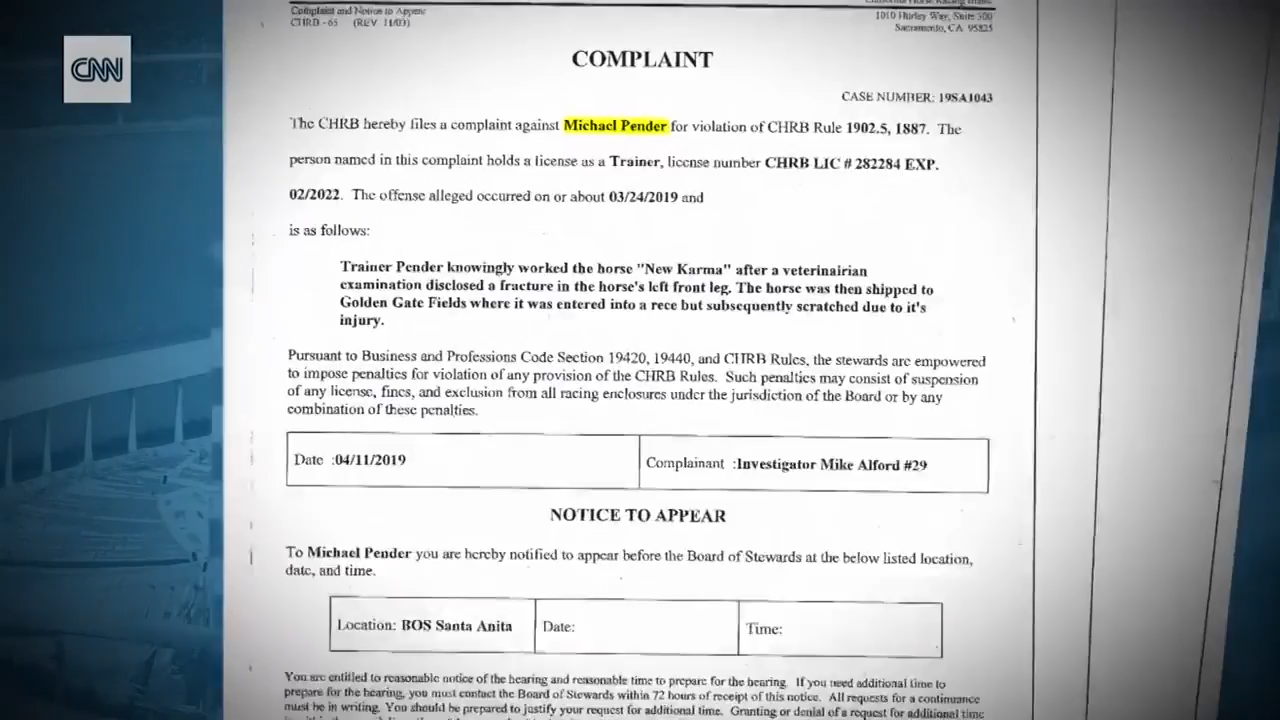 CNN
Complaint and Notice to Appear
CHRB - 65 (REV 11/03)
1010 Hurley Way, Suite 300
Sacramento, CA 95825
COMPLAINT
CASE NUMBER: 19SA1043
The CHRB hereby files a complaint against Michael Pender for violation of CHRB Rule 1902.5, 1887. The
person named in this complaint holds a license as a Trainer, license number CHRB LIC # 282284 EXP.
02/2022. The offense alleged occurred on or about 03/24/2019 and
is as follows:
Trainer Pender knowingly worked the horse "New Karma" after a veterinairian
examination disclosed a fracture in the horse's left front leg. The horse was then shipped to
Golden Gate Fields where it was entered into a rece but subsequently scratched due to it's
injury.
Pursuant to Business and Professions Code Section 19420, 19440, and CHRB Rules, the stewards are empowered
to impose penalties for violation of any provision of the CHRB Rules. Such penalties may consist of suspension
of any license, fines, and exclusion from all racing enclosures under the jurisdiction of the Board or by any
combination of these penalties.
Date :04/11/2019
Complainant :Investigator Mike Alford #29
NOTICE TO APPEAR
To Michael Pender you are hereby notified to appear before the Board of Stewards at the below listed location,
date, and time.
Location: BOS Santa Anita
Date:
Time:
You are entitled to reasonable notice of the hearing and reasonable time to prepare for the hearing. If you need additional time to
prepare for the hearing, you must contact the Board of Stewards within 72 hours of receipt of this notice. All requests for a continuance
must be in writing. You should be prepared to justify your request for additional time. Granting or denial of a request for additional time